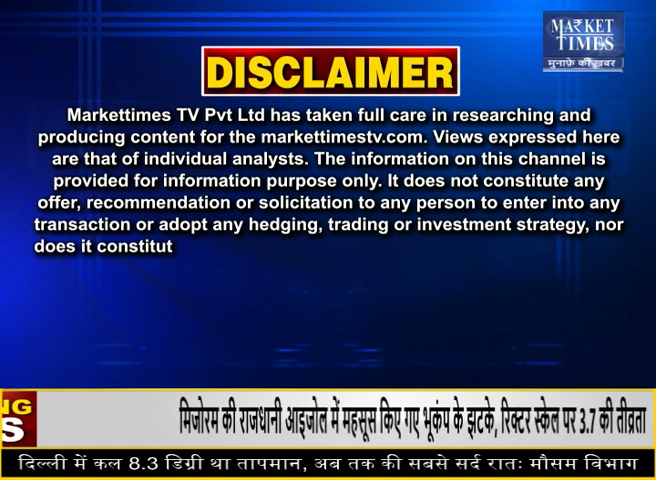 MARKET
TIMES
मुनाफ़े की ख़बर
DISCLAIMER
Markettimes TV Pvt Ltd has taken full care in researching and
producing content for the markettimestv.com. Views expressed here
are that of individual analysts. The information on this channel is
provided for information purpose only. It does not constitute any
offer, recommendation or solicitation to any person to enter into any
transaction or adopt any hedging, trading or investment strategy, nor
does it constitut
NG
S
मिजोरम की राजधानी आइजोल में महसूस किए गए भूकंप के झटके, रिक्टर स्केल पर 3.7 की तीव्रता
दिल्ली में कल 8.3 डिग्री था तापमान, अब तक की सबसे सर्द रातः मौसम विभाग